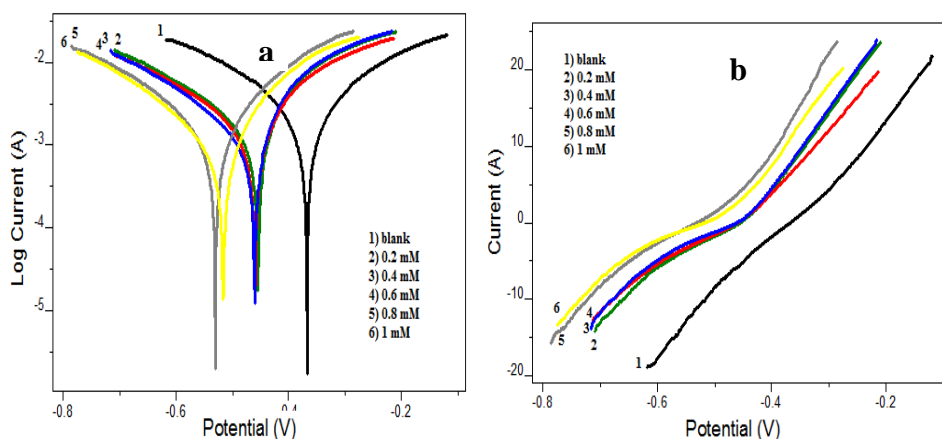 a
1
6 5 4 3 2
Log Current (A)
-2
-3
-4
-5
1) blank
2) 0.2 mM
3) 0.4 mM
4) 0.6 mM
5) 0.8 mM
6) 1 mM
-0.8 -0.6 -0.4 -0.2
Potential (V)
b
1) blank
2) 0.2 mM
3) 0.4 mM
4) 0.6 mM
5) 0.8 mM
6) 1 mM
Current (A)
20
10
0
-10
-20
6
5
4
3
2
1
-0.8 -0.6 -0.4 -0.2
Potential (V)